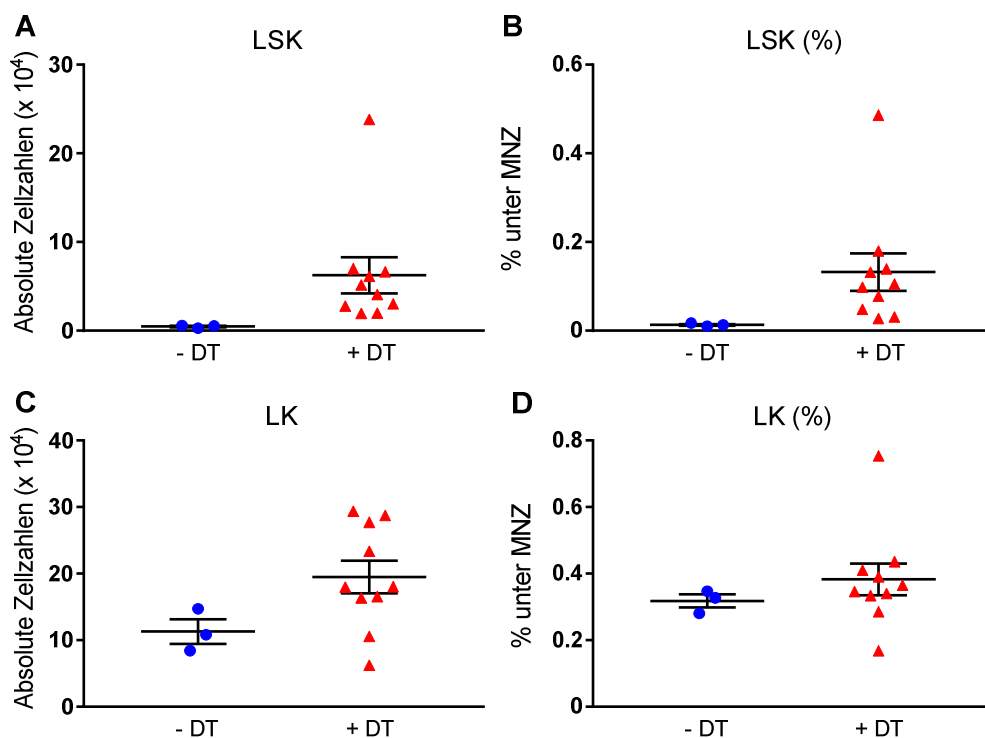 A
LSK
Absolute Zellzahlen (x 10⁴)
30
20
10
0
- DT
+ DT
B
LSK (%)
% unter MNZ
0.6
0.4
0.2
0
- DT
+ DT
C
LK
Absolute Zellzahlen (x 10⁴)
40
30
20
10
0
- DT
+ DT
D
LK (%)
% unter MNZ
0.8
0.6
0.4
0.2
0
- DT
+ DT